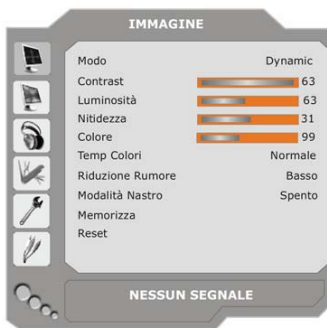 IMMAGINE
Modo Dynamic
Contrast 63
Luminosità 63
Nitidezza 31
Colore 99
Temp Colori Normale
Riduzione Rumore Basso
Modalità Nastro Spento
Memorizza
Reset
NESSUN SEGNALE